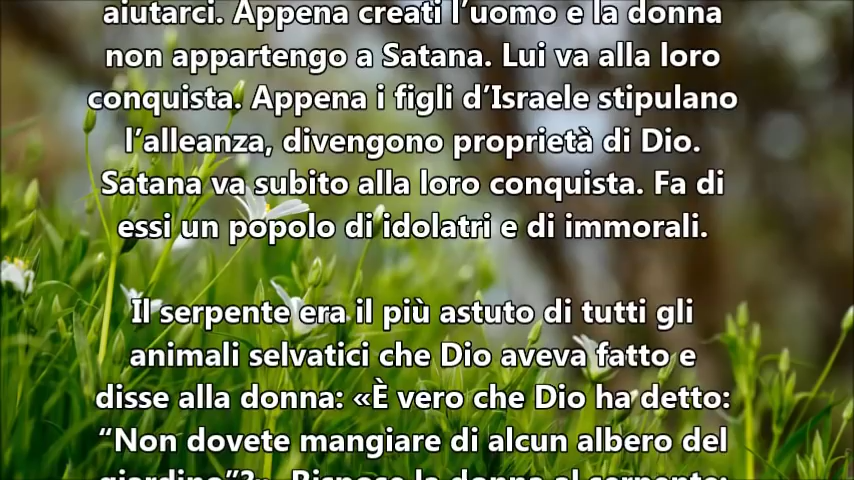 aiutarci. Appena creati l’uomo e la donna
non appartengo a Satana. Lui va alla loro
conquista. Appena i figli d’Israele stipulano
l’alleanza, divengono proprietà di Dio.
Satana va subito alla loro conquista. Fa di
essi un popolo di idolatri e di immorali.
Il serpente era il più astuto di tutti gli
animali selvatici che Dio aveva fatto e
disse alla donna: «È vero che Dio ha detto:
“Non dovete mangiare di alcun albero del
giardino”?». Rispose la donna al serpente: